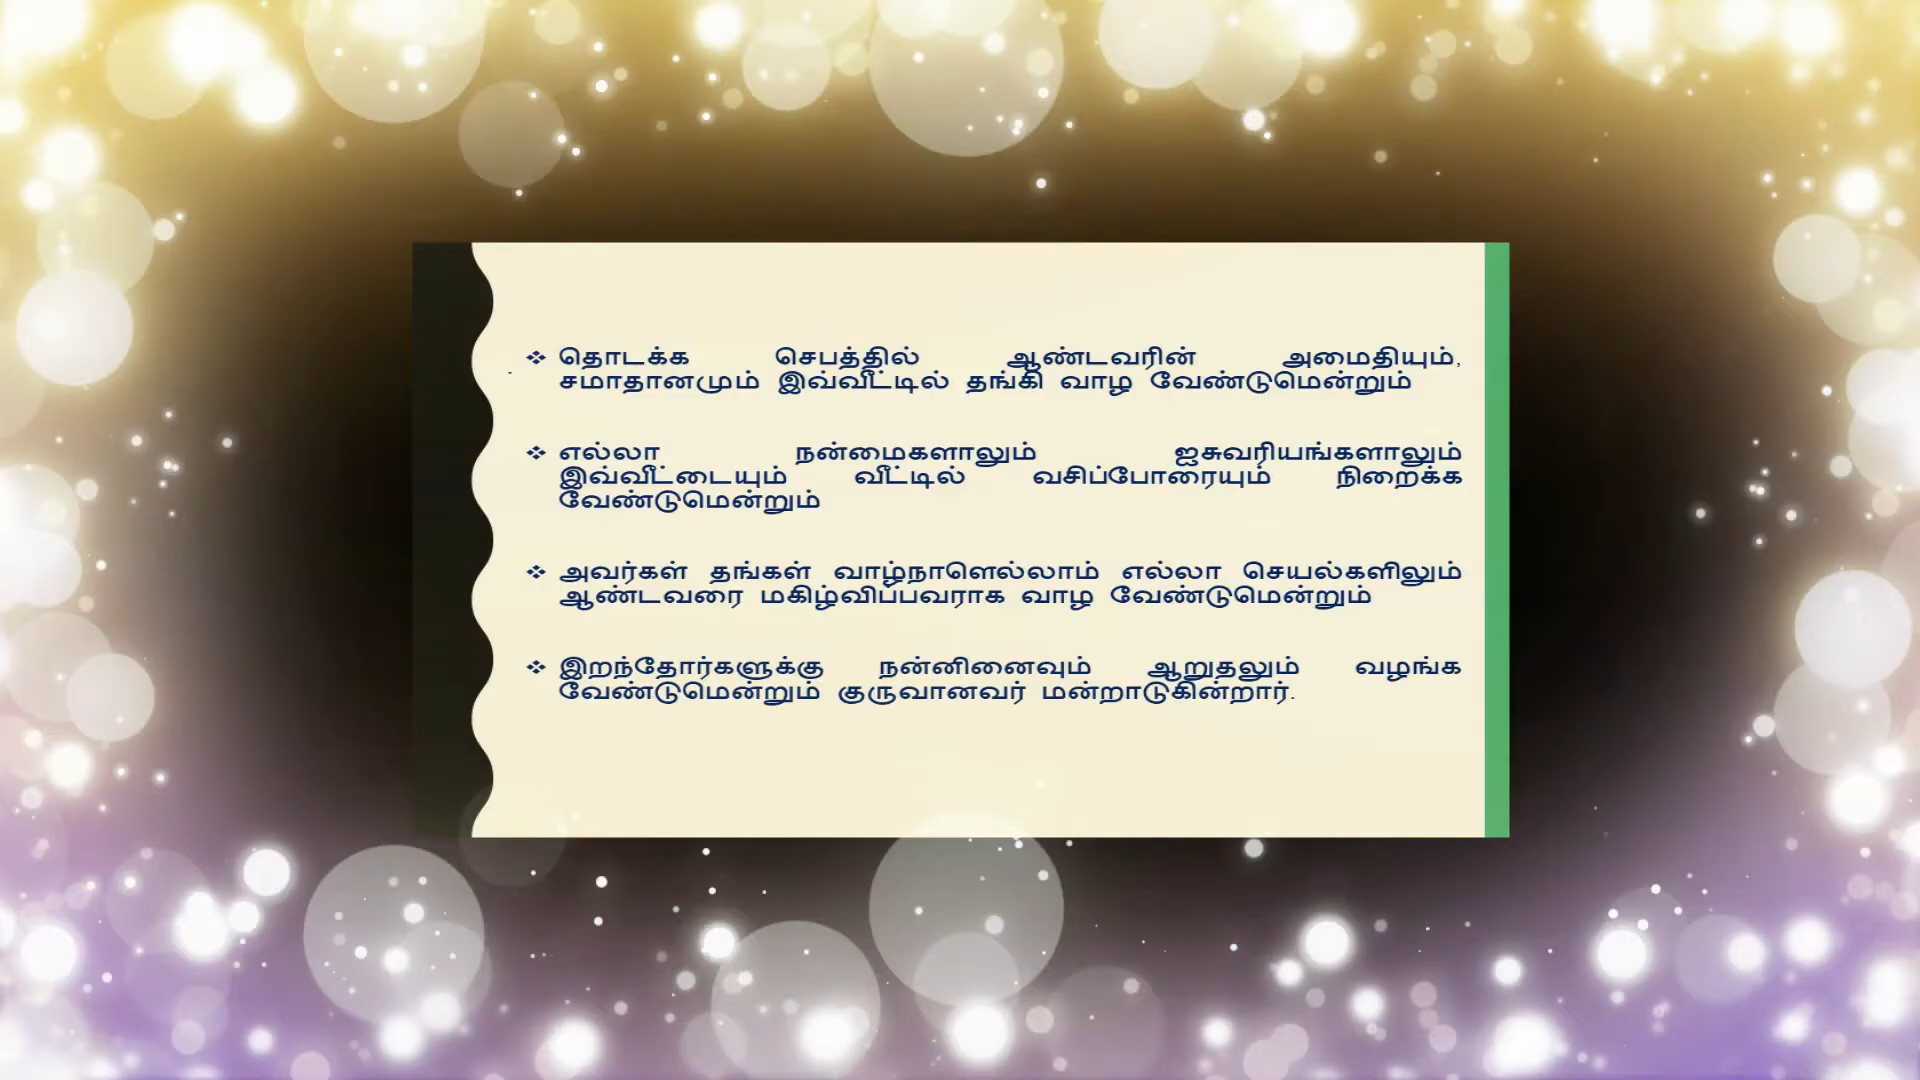 ❖ தொடக்க செபத்தில் ஆண்டவரின் அமைதியும்,
சமாதானமும் இவ்வீட்டில் தங்கி வாழ வேண்டுமென்றும்
❖ எல்லா நன்மைகளாலும் ஐசுவரியங்களாலும்
இவ்வீட்டையும் வீட்டில் வசிப்போரையும் நிறைக்க
வேண்டுமென்றும்
❖ அவர்கள் தங்கள் வாழ்நாளெல்லாம் எல்லா செயல்களிலும்
ஆண்டவரை மகிழ்விப்பவராக வாழ வேண்டுமென்றும்
❖ இறந்தோர்களுக்கு நன்னினைவும் ஆறுதலும் வழங்க
வேண்டுமென்றும் குருவானவர் மன்றாடுகின்றார்.